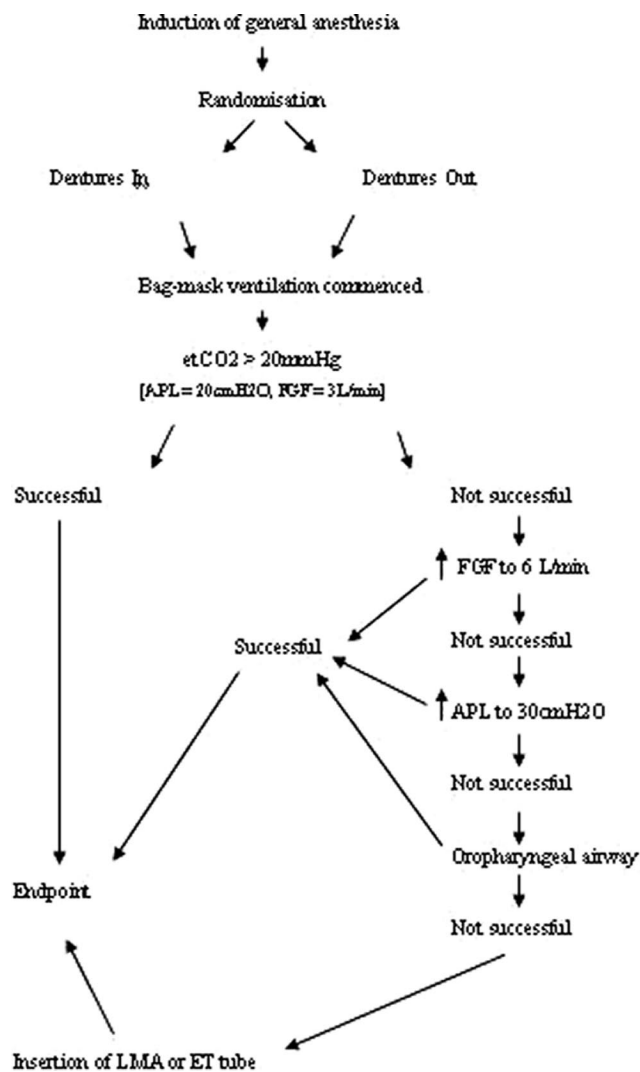 Induction of general anesthesia
Randomisation
Dentures In
Dentures Out
Bag-mask ventilation commenced
etCO2 > 20mmHg
[APL = 20cmH2O, FGF = 3L/min]
Successful
Not successful
↑ FGF to 6 L/min
Successful
Not successful
↑ APL to 30cmH2O
Not successful
Oropharyngeal airway
Endpoint
Not successful
Insertion of LMA or ET tube